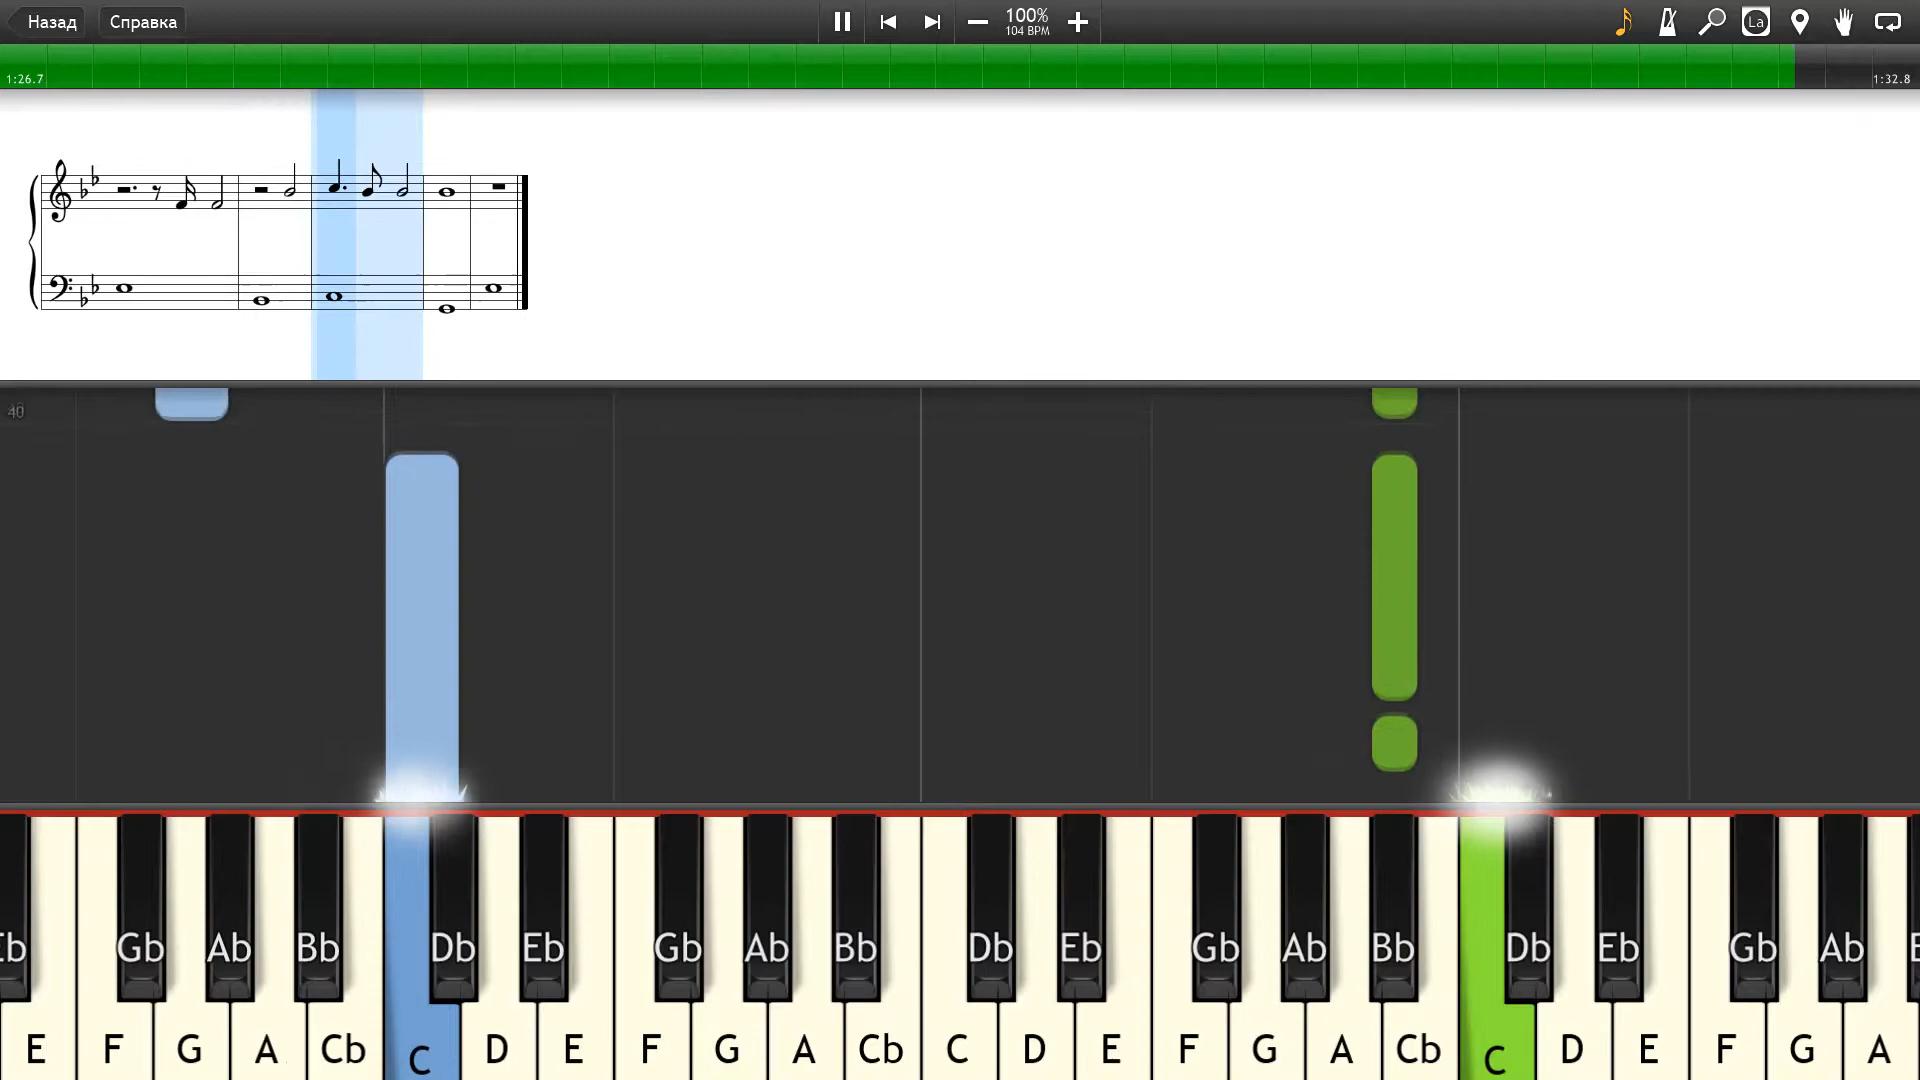 Назад Справка 100% La
104 BPM
1:26.7 1:32.8
40
Eb Gb Ab Bb Db Eb Gb Ab Bb Db Eb Gb Ab Bb Db Eb Gb Ab
E F G A Cb C D E F G A Cb C D E F G A Cb C D E F G A